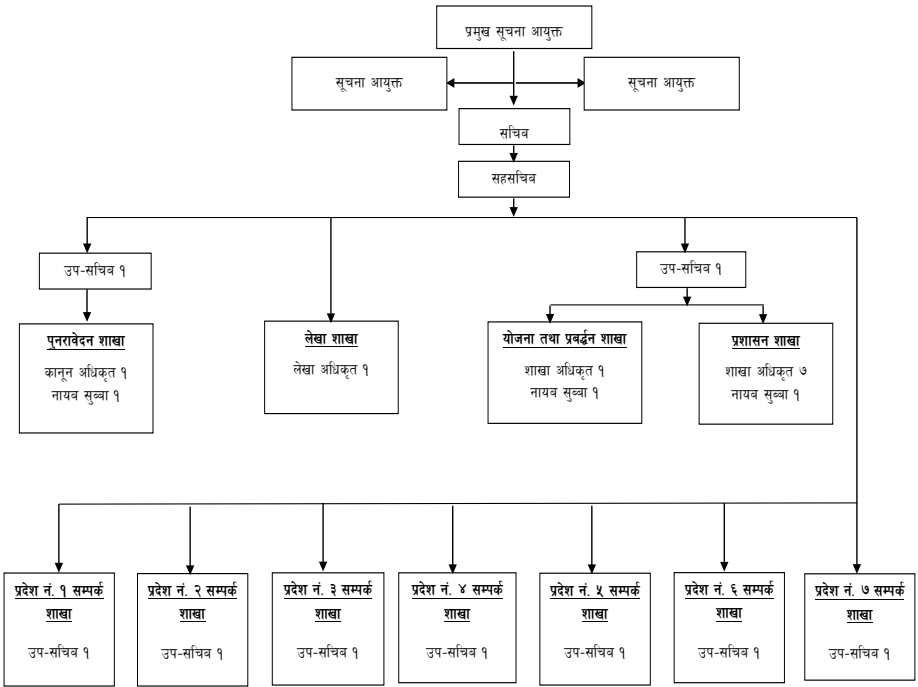 प्रमुख सूचना आयुक्त
सूचना आयुक्त
सूचना आयुक्त
सचिब
सहसचिब
उप-सचिब १
उप-सचिब १
पुनरावेदन शाखा
कानून अधिकृत १
नायब सुब्बा १
लेखा शाखा
लेखा अधिकृत १
योजना तथा प्रबर्द्धन शाखा
शाखा अधिकृत १
नायब सुब्बा १
प्रशासन शाखा
शाखा अधिकृत ७
नायब सुब्बा १
प्रदेश नं. १ सम्पर्क
शाखा
उप-सचिब १
प्रदेश नं. २ सम्पर्क
शाखा
उप-सचिब १
प्रदेश नं. ३ सम्पर्क
शाखा
उप-सचिब १
प्रदेश नं. ४ सम्पर्क
शाखा
उप-सचिब १
प्रदेश नं. ५ सम्पर्क
शाखा
उप-सचिब १
प्रदेश नं. ६ सम्पर्क
शाखा
उप-सचिब १
प्रदेश नं. ७ सम्पर्क
शाखा
उप-सचिब १